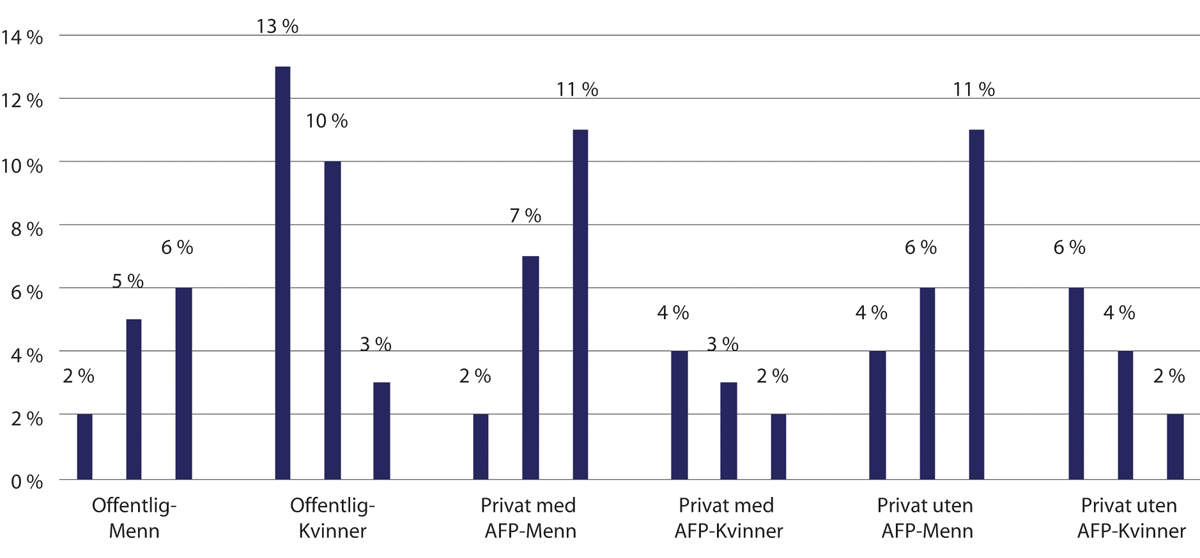 14 %
12 %
10 %
8 %
6 %
4 %
2 %
0 %
2 %
5 %
6 %
13 %
10 %
3 %
2 %
7 %
11 %
4 %
3 %
2 %
4 %
6 %
11 %
6 %
4 %
2 %
Offentlig-
Menn
Offentlig-
Kvinner
Privat med
AFP-Menn
Privat med
AFP-Kvinner
Privat uten
AFP-Menn
Privat uten
AFP-Kvinner